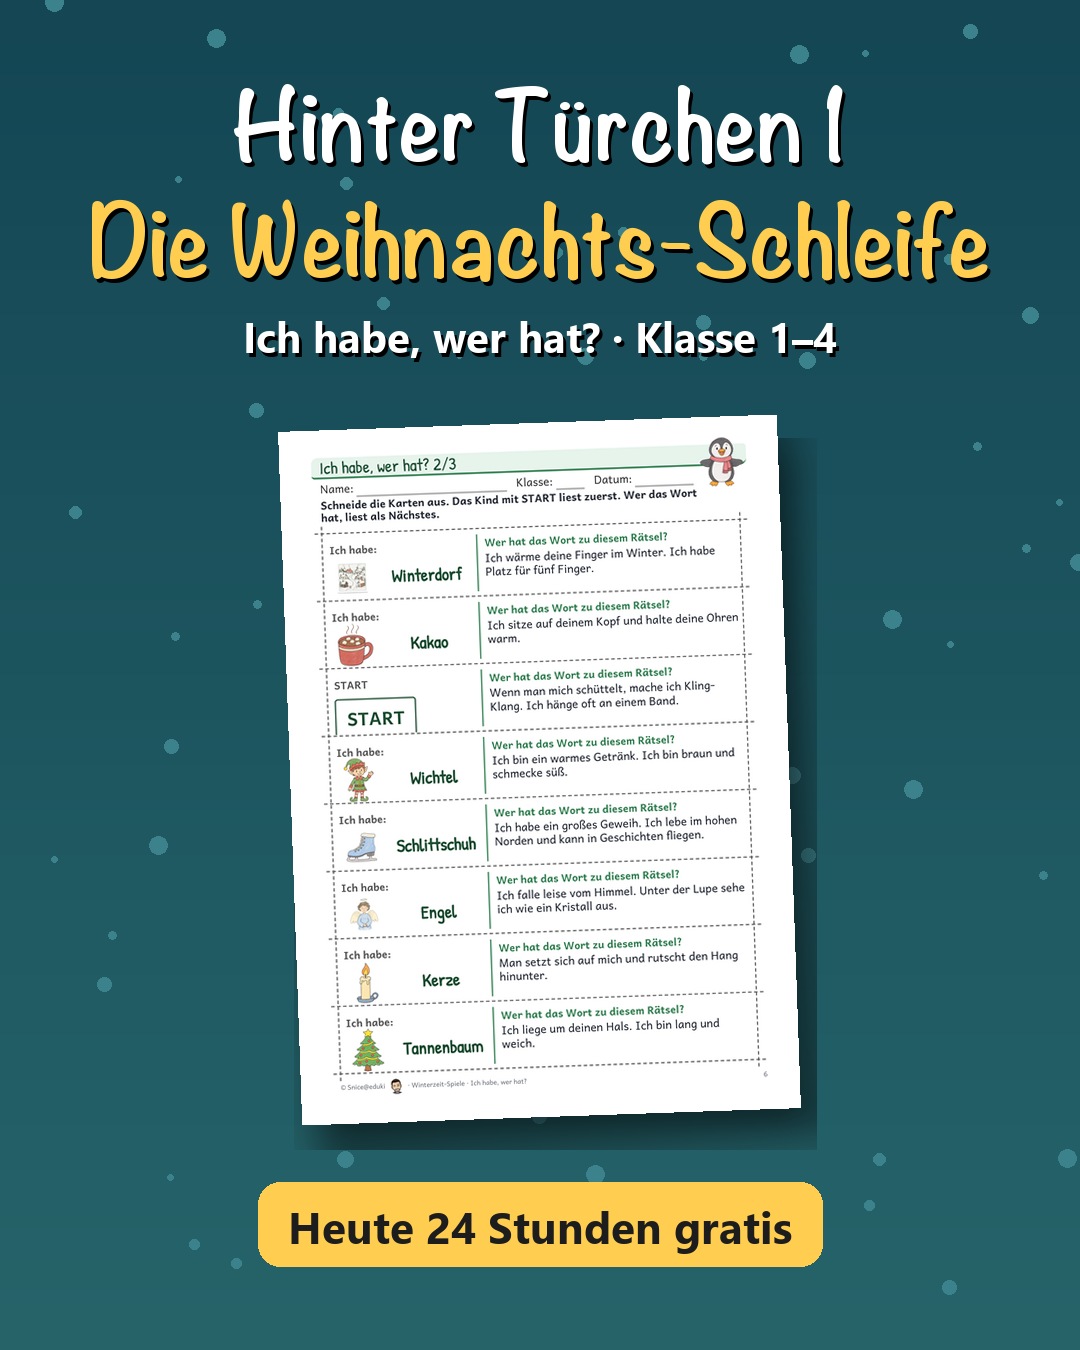 Hinter Türchen 1
Die Weihnachts-Schleife
Ich habe, wer hat? · Klasse 1–4
Ich habe, wer hat? 2/3
Name: Klasse: Datum:
Schneide die Karten aus. Das Kind mit START liest zuerst. Wer das Wort
hat, liest als Nächstes.
Ich habe:
Winterdorf
Wer hat das Wort zu diesem Rätsel?
Ich wärme deine Finger im Winter. Ich habe
Platz für fünf Finger.
Ich habe:
Kakao
Wer hat das Wort zu diesem Rätsel?
Ich sitze auf deinem Kopf und halte deine Ohren
warm.
START
START
Wer hat das Wort zu diesem Rätsel?
Wenn man mich schüttelt, mache ich Kling-
Klang. Ich hänge oft an einem Band.
Ich habe:
Wichtel
Wer hat das Wort zu diesem Rätsel?
Ich bin ein warmes Getränk. Ich bin braun und
schmecke süß.
Ich habe:
Schlittschuh
Wer hat das Wort zu diesem Rätsel?
Ich habe ein großes Geweih. Ich lebe im hohen
Norden und kann in Geschichten fliegen.
Ich habe:
Engel
Wer hat das Wort zu diesem Rätsel?
Ich falle leise vom Himmel. Unter der Lupe sehe
ich wie ein Kristall aus.
Ich habe:
Kerze
Wer hat das Wort zu diesem Rätsel?
Man setzt sich auf mich und rutscht den Hang
hinunter.
Ich habe:
Tannenbaum
Wer hat das Wort zu diesem Rätsel?
Ich liege um deinen Hals. Ich bin lang und
weich.
© Snice@eduki · Winterzeit-Spiele · Ich habe, wer hat?
6
Heute 24 Stunden gratis